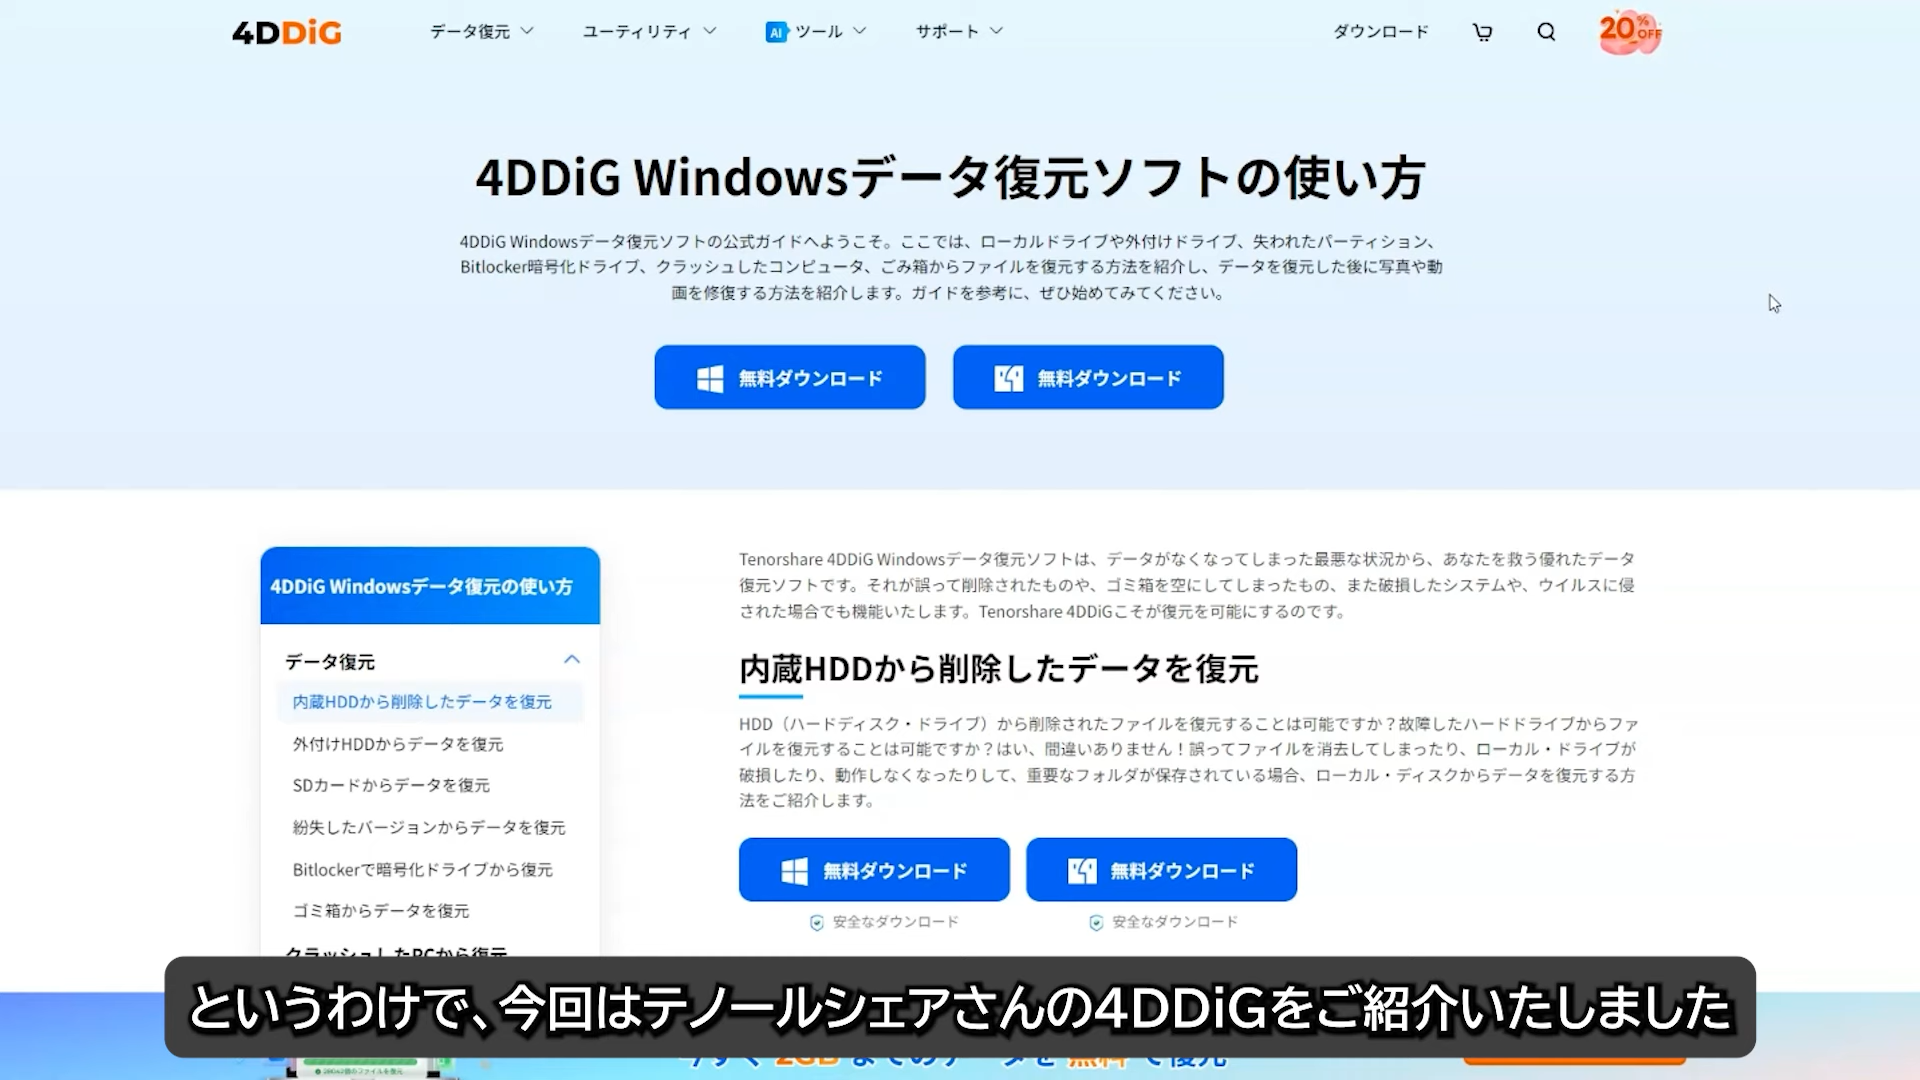 4DDiG
データ復元
ユーティリティ
AI ツール
サポート
ダウンロード
20% OFF
4DDiG Windowsデータ復元ソフトの使い方
4DDiG Windowsデータ復元ソフトの公式ガイドへようこそ。ここでは、ローカルドライブや外付けドライブ、失われたパーティション、
Bitlocker暗号化ドライブ、クラッシュしたコンピュータ、ごみ箱からファイルを復元する方法を紹介し、データを復元した後に写真や動
画を修復する方法を紹介します。ガイドを参考に、ぜひ始めてみてください。
無料ダウンロード
無料ダウンロード
4DDiG Windowsデータ復元の使い方
データ復元
内蔵HDDから削除したデータを復元
外付けHDDからデータを復元
SDカードからデータを復元
紛失したバージョンからデータを復元
Bitlockerで暗号化ドライブから復元
ゴミ箱からデータを復元
クラッシュしたPCから復元
Tenorshare 4DDiG Windowsデータ復元ソフトは、データがなくなってしまった最悪な状況から、あなたを救う優れたデータ
復元ソフトです。それが誤って削除されたものや、ゴミ箱を空にしてしまったもの、また破損したシステムや、ウイルスに侵
された場合でも機能いたします。Tenorshare 4DDiGこそが復元を可能にするのです。
内蔵HDDから削除したデータを復元
HDD（ハードディスク・ドライブ）から削除されたファイルを復元することは可能ですか？故障したハードドライブからファ
イルを復元することは可能ですか？はい、間違いありません！誤ってファイルを消去してしまったり、ローカル・ドライブが
破損したり、動作しなくなったりして、重要なフォルダが保存されている場合、ローカル・ディスクからデータを復元する方
法をご紹介します。
無料ダウンロード
無料ダウンロード
安全なダウンロード
安全なダウンロード
というわけで、今回はテノールシェアさんの4DDiGをご紹介いたしました
今すぐ 2GB までのデータを 無料 で復元